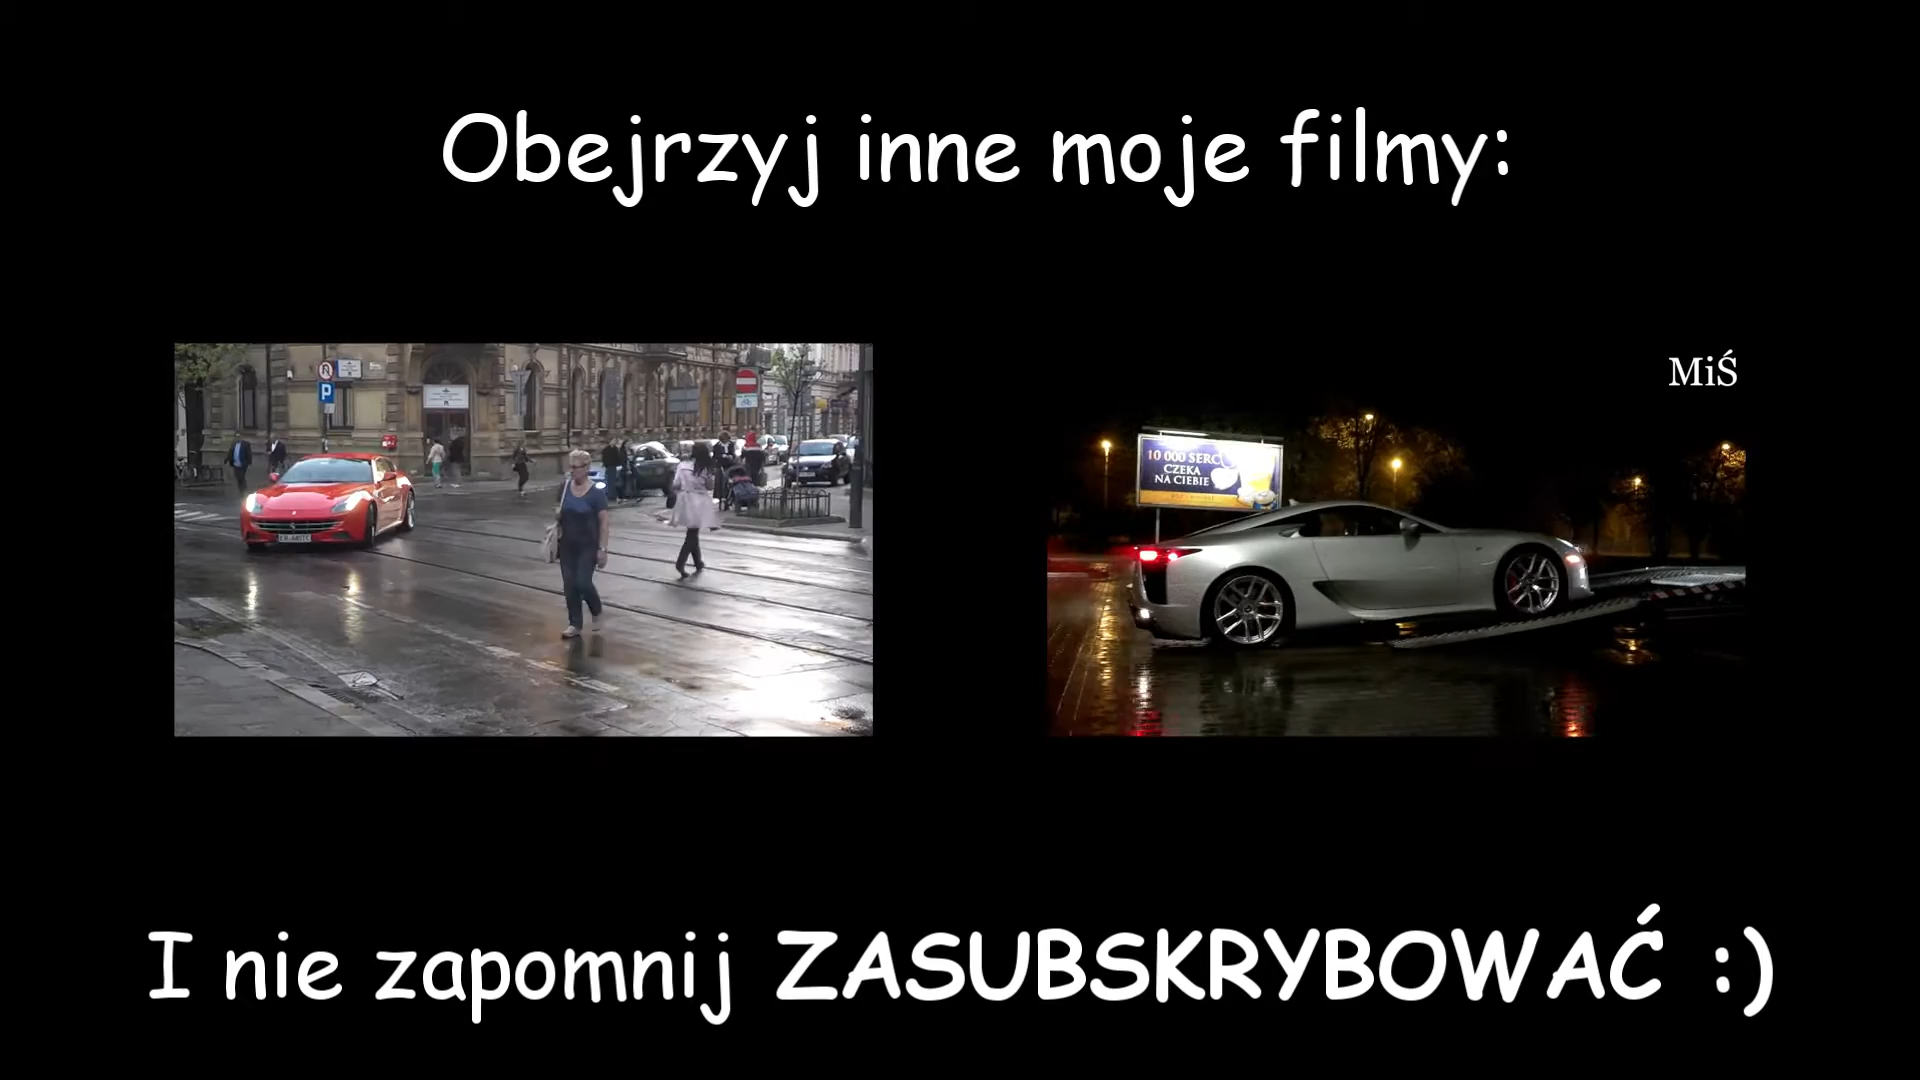 Obejrzyj inne moje filmy:
MiŚ
P
10 000 SERC
CZEKA
NA CIEBIE
I nie zapomnij ZASUBSKRYBOWAĆ :)